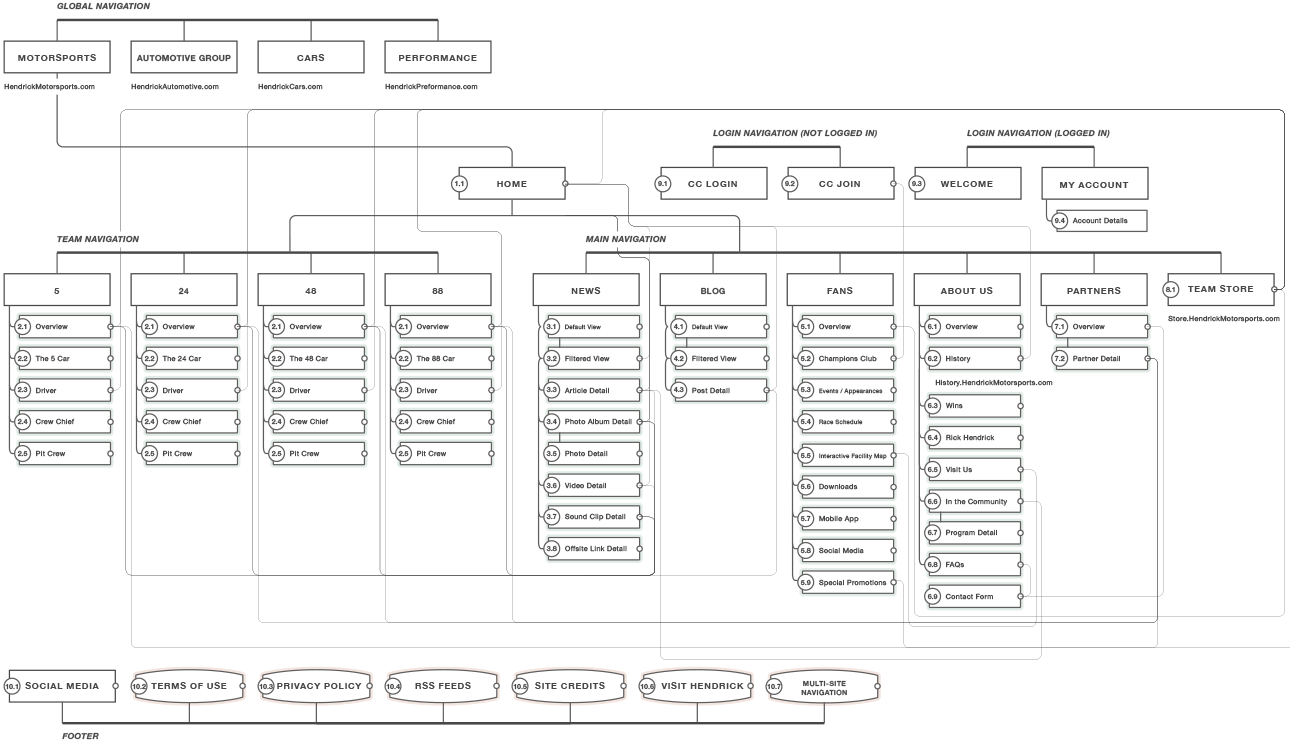 GLOBAL NAVIGATION
MOTORSPORTS
AUTOMOTIVE GROUP
CARS
PERFORMANCE
HendrickMotorsports.com
HendrickAutomotive.com
HendrickCars.com
HendrickPreformance.com
LOGIN NAVIGATION (NOT LOGGED IN)
LOGIN NAVIGATION (LOGGED IN)
1.1 HOME
9.1 CC LOGIN
9.2 CC JOIN
9.3 WELCOME
MY ACCOUNT
9.4 Account Details
TEAM NAVIGATION
MAIN NAVIGATION
5
2.1 Overview
2.2 The 5 Car
2.3 Driver
2.4 Crew Chief
2.5 Pit Crew
24
2.1 Overview
2.2 The 24 Car
2.3 Driver
2.4 Crew Chief
2.5 Pit Crew
48
2.1 Overview
2.2 The 48 Car
2.3 Driver
2.4 Crew Chief
2.5 Pit Crew
88
2.1 Overview
2.2 The 88 Car
2.3 Driver
2.4 Crew Chief
2.5 Pit Crew
NEWS
3.1 Default View
3.2 Filtered View
3.3 Article Detail
3.4 Photo Album Detail
3.5 Photo Detail
3.6 Video Detail
3.7 Sound Clip Detail
3.8 Offsite Link Detail
BLOG
4.1 Default View
4.2 Filtered View
4.3 Post Detail
FANS
5.1 Overview
5.2 Champions Club
5.3 Events / Appearances
5.4 Race Schedule
5.5 Interactive Facility Map
5.6 Downloads
5.7 Mobile App
5.8 Social Media
5.9 Special Promotions
ABOUT US
6.1 Overview
6.2 History
History.HendrickMotorsports.com
6.3 Wins
6.4 Rick Hendrick
6.5 Visit Us
6.6 In the Community
6.7 Program Detail
6.8 FAQs
6.9 Contact Form
PARTNERS
7.1 Overview
7.2 Partner Detail
8.1 TEAM STORE
Store.HendrickMotorsports.com
10.1 SOCIAL MEDIA
10.2 TERMS OF USE
10.3 PRIVACY POLICY
10.4 RSS FEEDS
10.5 SITE CREDITS
10.6 VISIT HENDRICK
10.7 MULTI-SITE
NAVIGATION
FOOTER